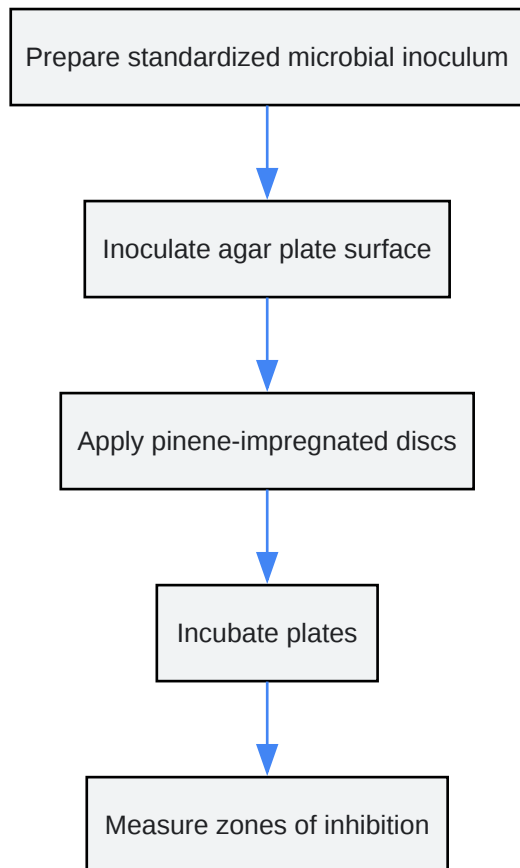 Prepare standardized microbial inoculum
Inoculate agar plate surface
Apply pinene-impregnated discs
Incubate plates
Measure zones of inhibition